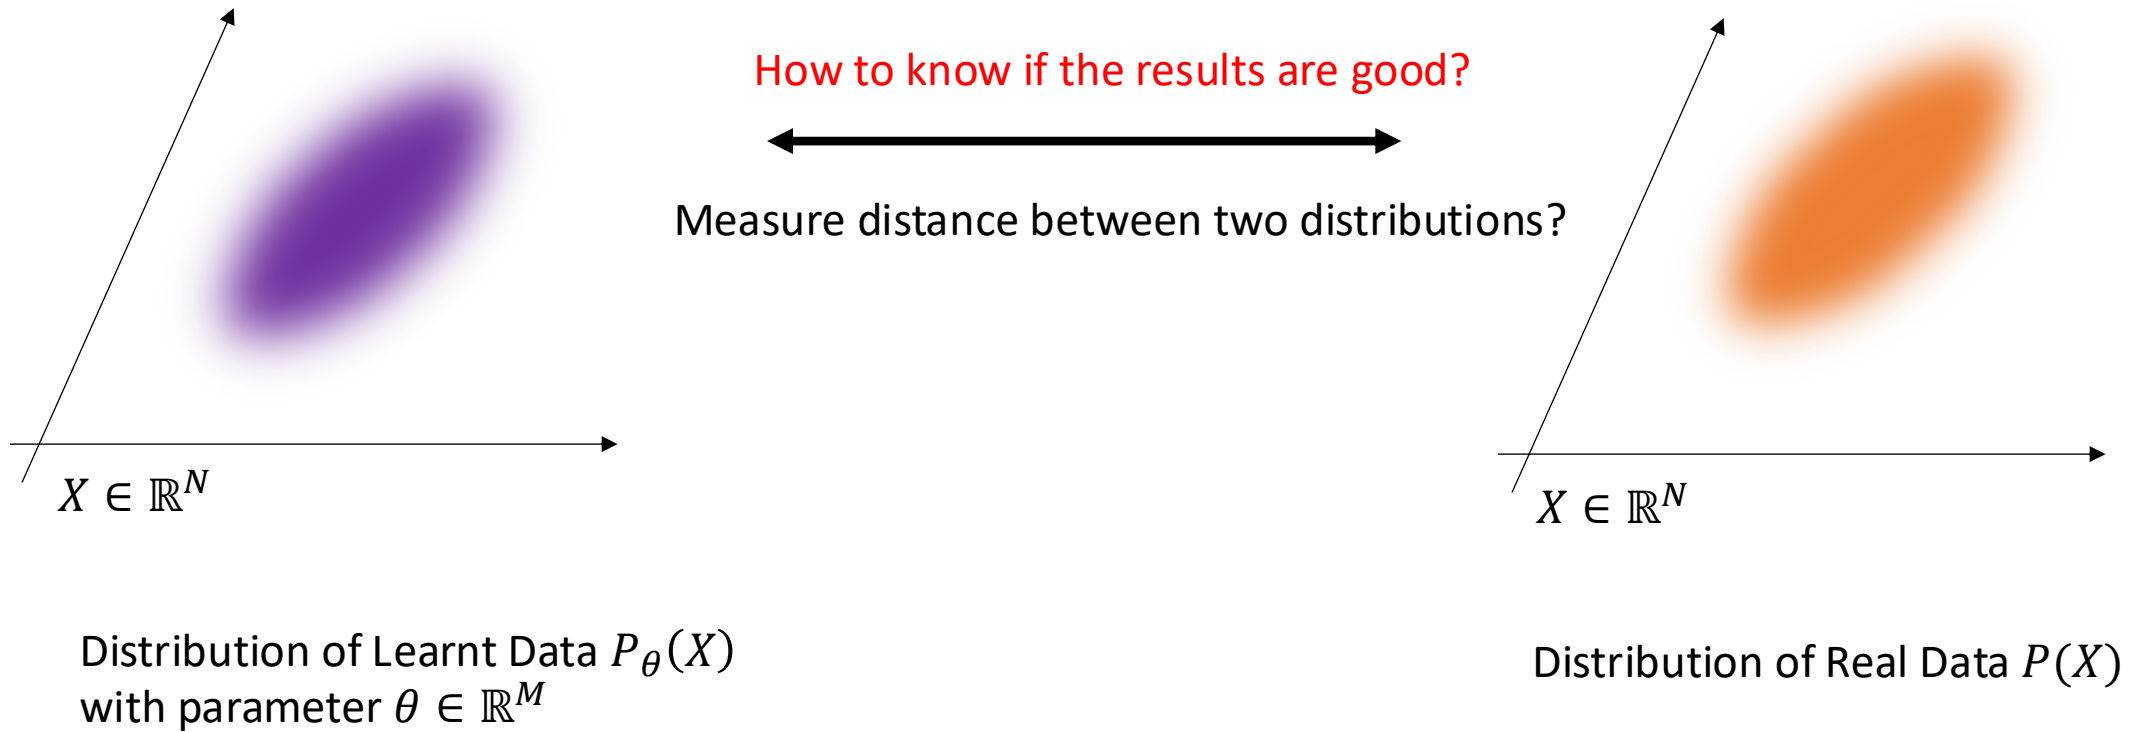 How to know if the results are good?
Measure distance between two distributions?
X ∈ ℝ^N
X ∈ ℝ^N
Distribution of Learnt Data P_θ(X)
with parameter θ ∈ ℝ^M
Distribution of Real Data P(X)